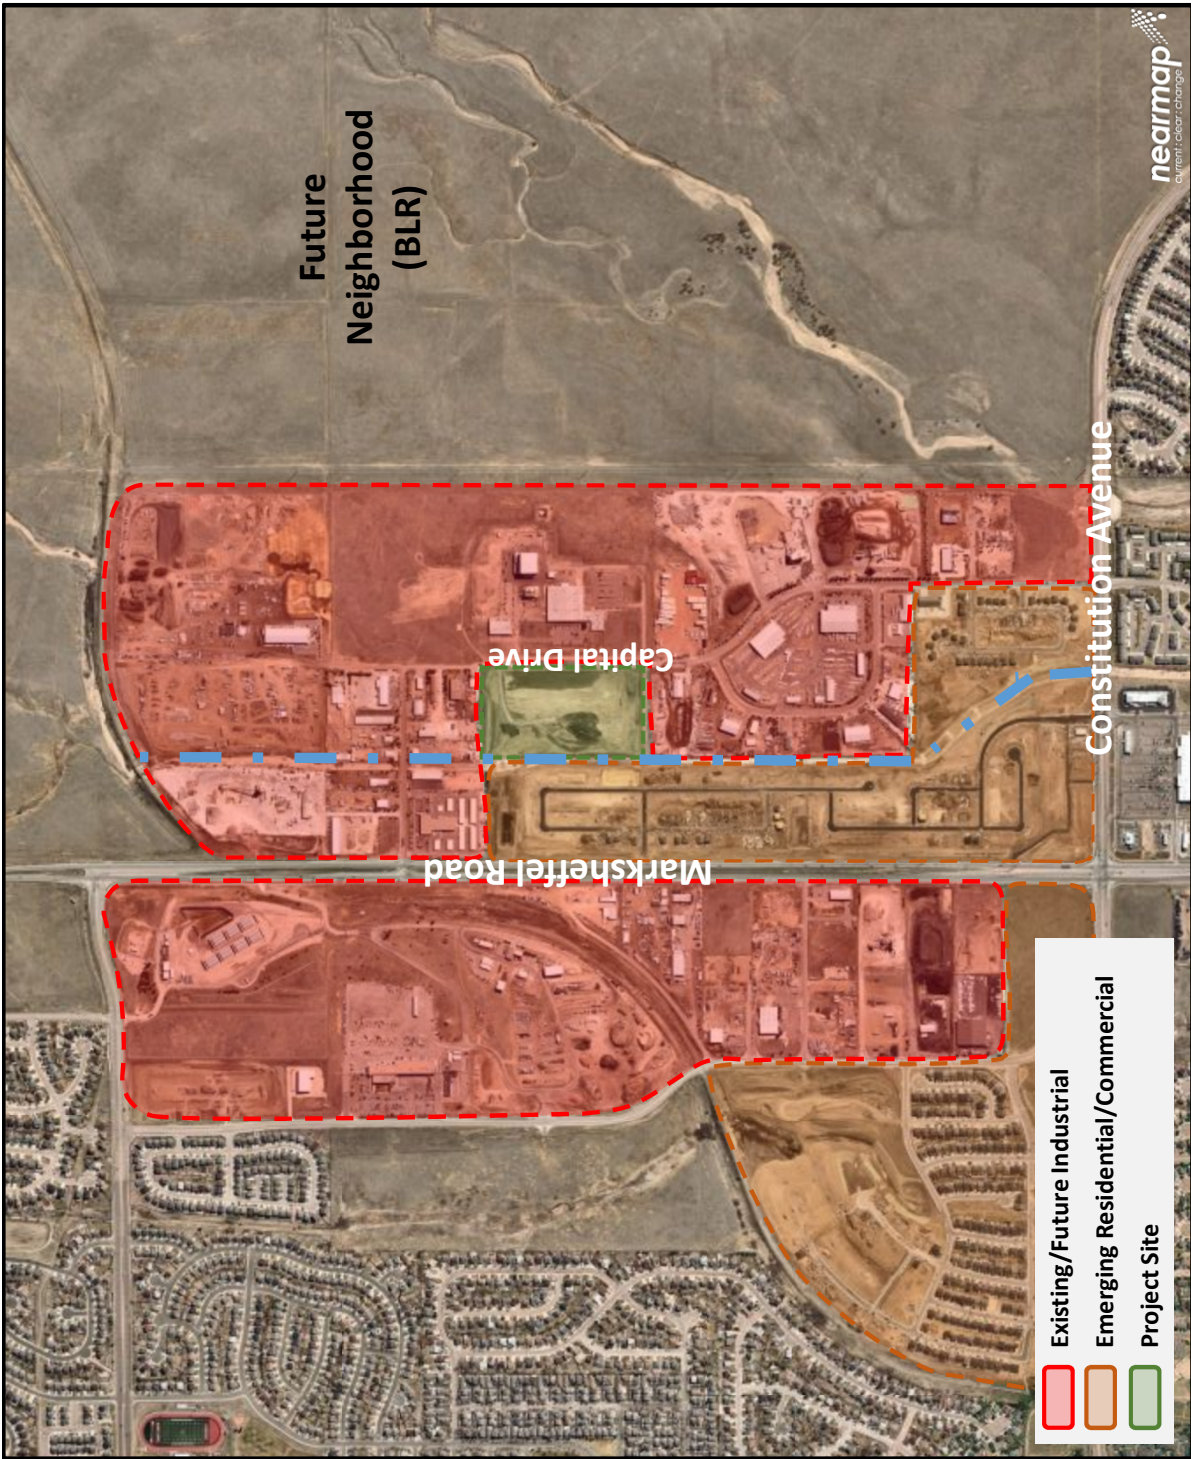 Future
Neighborhood
(BLR)
nearmap
current:clear:change
Capital Drive
Marksheffel Road
Constitution Avenue
Existing/Future Industrial
Emerging Residential/Commercial
Project Site